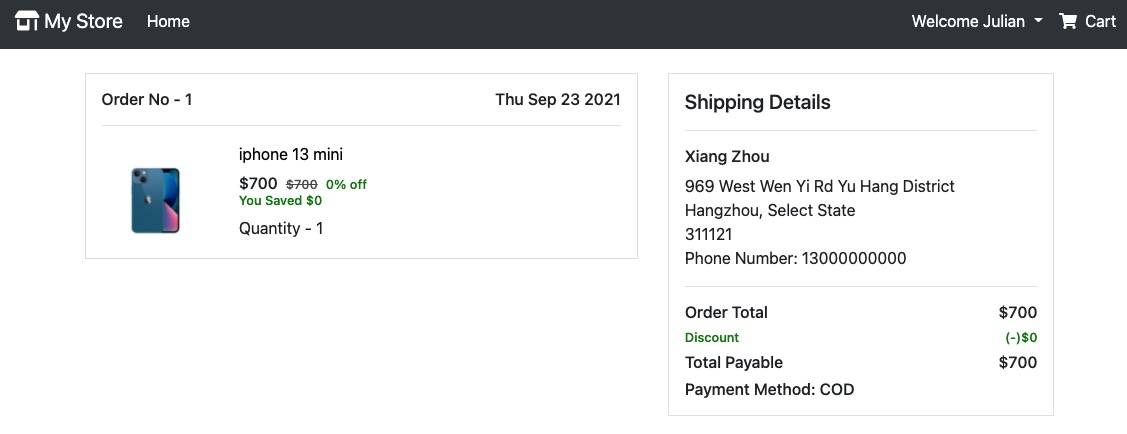 My Store Home Welcome Julian Cart
Order No - 1 Thu Sep 23 2021
iphone 13 mini
$700 $700 0% off
You Saved $0
Quantity - 1
Shipping Details
Xiang Zhou
969 West Wen Yi Rd Yu Hang District
Hangzhou, Select State
311121
Phone Number: 13000000000
Order Total $700
Discount (-)$0
Total Payable $700
Payment Method: COD